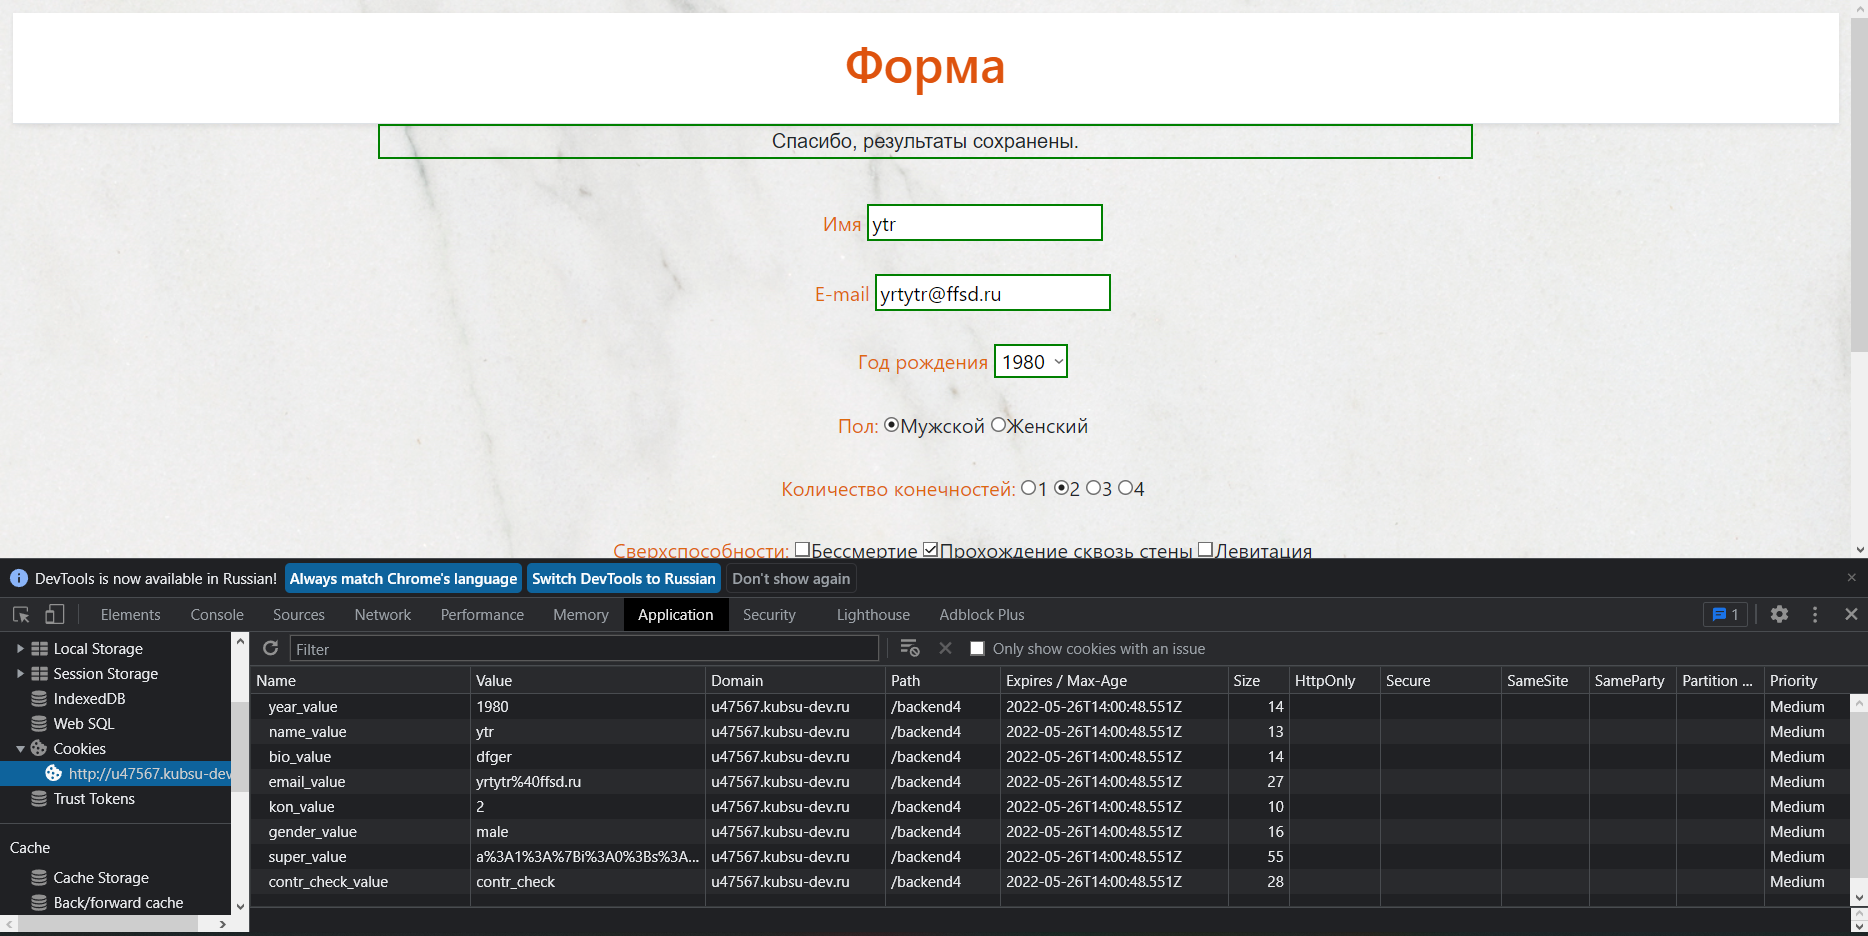 Форма
Спасибо, результаты сохранены.
Имя ytr
E-mail yrtytr@ffsd.ru
Год рождения 1980
Пол: Мужской Женский
Количество конечностей: 1 2 3 4
Сверхспособности: Бессмертие Прохождение сквозь стены Левитация
DevTools is now available in Russian! Always match Chrome's language Switch DevTools to Russian Don't show again
Elements Console Sources Network Performance Memory Application Security Lighthouse Adblock Plus 1
Local Storage
Session Storage
IndexedDB
Web SQL
Cookies
http://u47567.kubsu-dev
Trust Tokens
Cache
Cache Storage
Back/forward cache
Filter Only show cookies with an issue
Name Value Domain Path Expires / Max-Age Size HttpOnly Secure SameSite SameParty Partition ... Priority
year_value 1980 u47567.kubsu-dev.ru /backend4 2022-05-26T14:00:48.551Z 14 Medium
name_value ytr u47567.kubsu-dev.ru /backend4 2022-05-26T14:00:48.551Z 13 Medium
bio_value dfger u47567.kubsu-dev.ru /backend4 2022-05-26T14:00:48.551Z 14 Medium
email_value yrtytr%40ffsd.ru u47567.kubsu-dev.ru /backend4 2022-05-26T14:00:48.551Z 27 Medium
kon_value 2 u47567.kubsu-dev.ru /backend4 2022-05-26T14:00:48.551Z 10 Medium
gender_value male u47567.kubsu-dev.ru /backend4 2022-05-26T14:00:48.551Z 16 Medium
super_value a%3A1%3A%7Bi%3A0%3Bs%3A... u47567.kubsu-dev.ru /backend4 2022-05-26T14:00:48.551Z 55 Medium
contr_check_value contr_check u47567.kubsu-dev.ru /backend4 2022-05-26T14:00:48.551Z 28 Medium